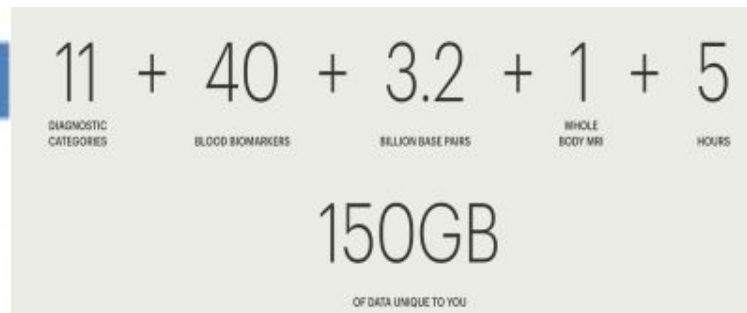 11 + 40 + 3.2 + 1 + 5
DIAGNOSTIC CATEGORIES
BLOOD BIOMARKERS
BILLION BASE PAIRS
WHOLE BODY MRI
HOURS
150GB
OF DATA UNIQUE TO YOU